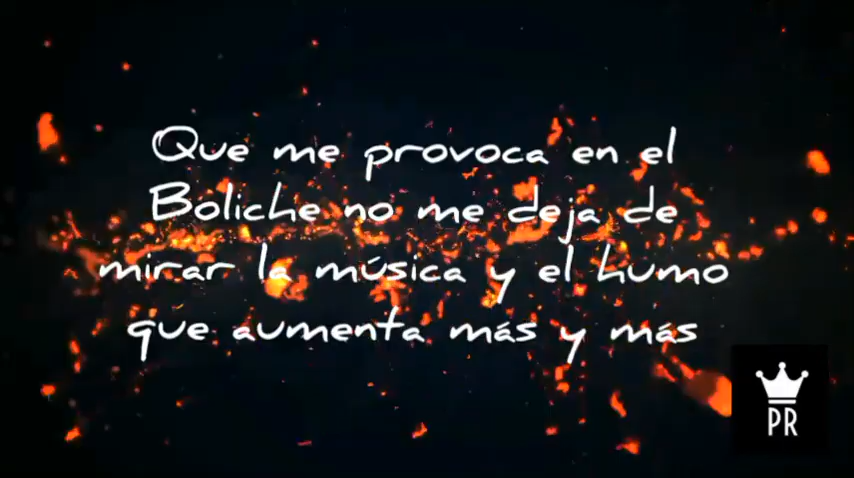 Que me provoca en el
Boliche no me deja de
mirar la música y el humo
que aumenta más y más
PR